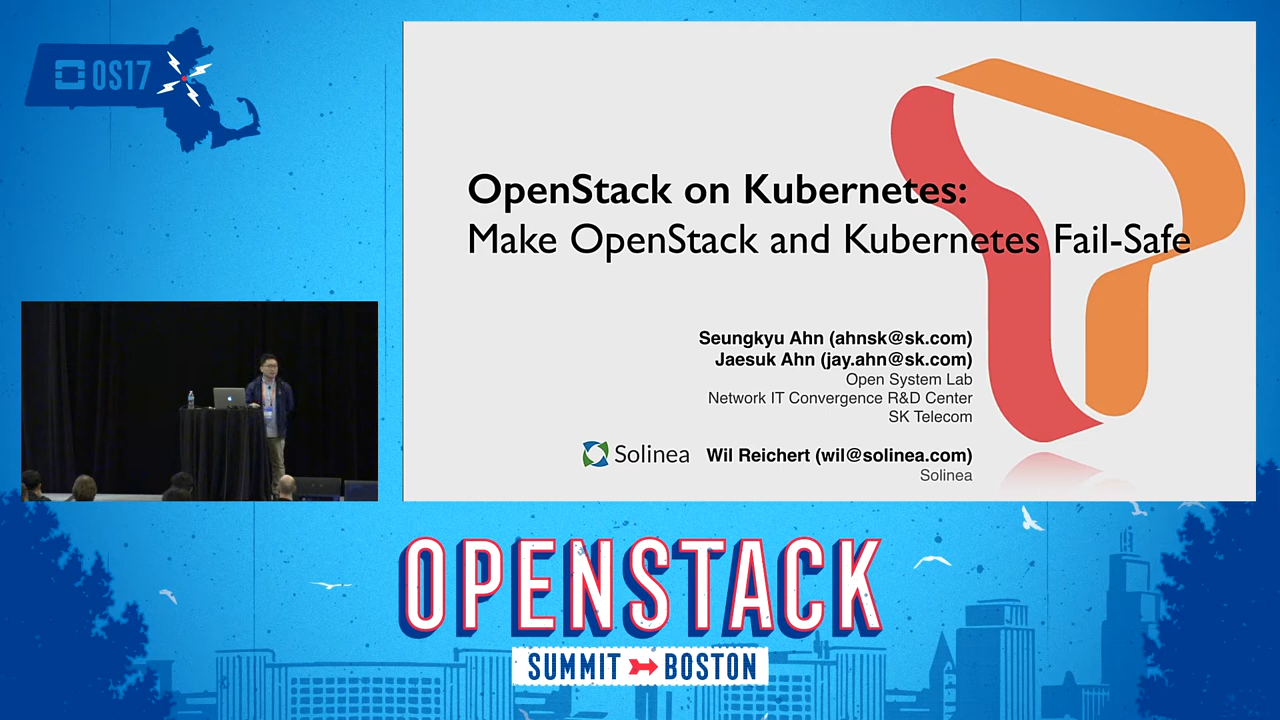 OS17
OpenStack on Kubernetes:
Make OpenStack and Kubernetes Fail-Safe
Seungkyu Ahn (ahnsk@sk.com)
Jaesuk Ahn (jay.ahn@sk.com)
Open System Lab
Network IT Convergence R&D Center
SK Telecom
Solinea Wil Reichert (wil@solinea.com)
Solinea
OPENSTACK
SUMMIT BOSTON